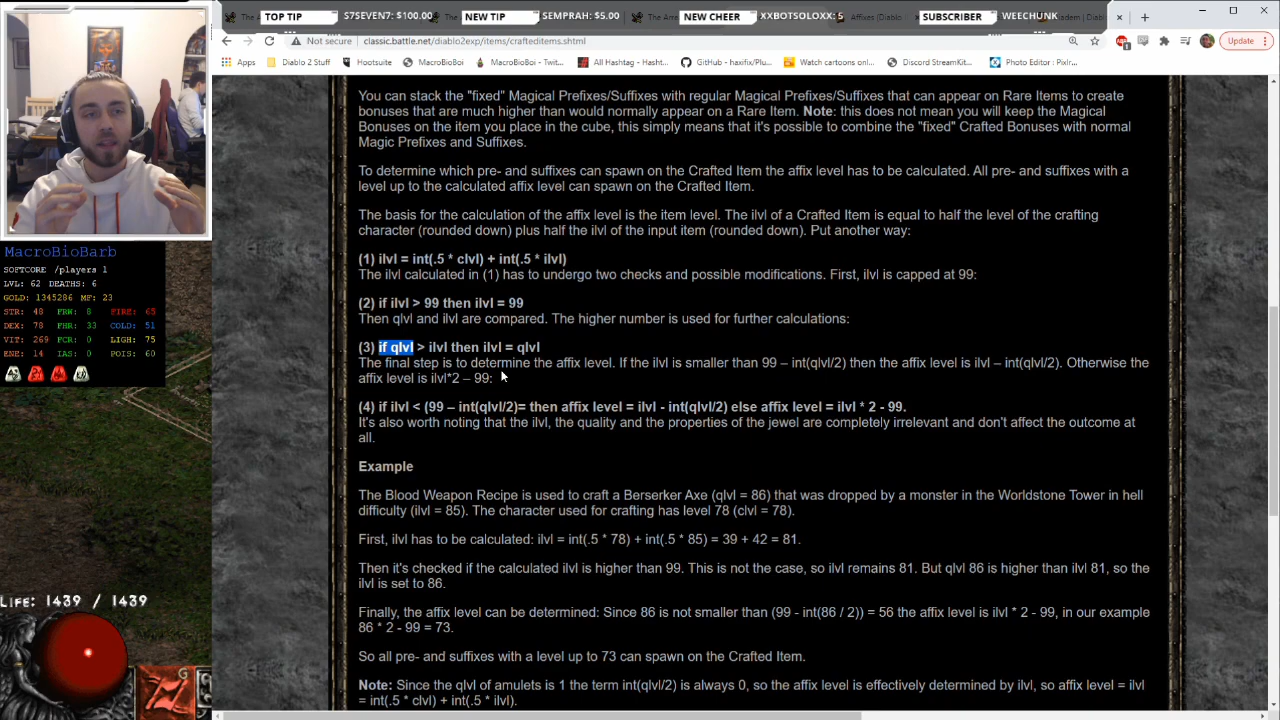 TOP TIP
S7SEVEN7: $100.00
NEW TIP
SEMPRAH: $5.00
NEW CHEER
XXBOTSOLOXX: 5
SUBSCRIBER
WEECHUNK
Not secure
classic.battle.net/diablo2exp/items/crafteditems.shtml
Update
Apps
Diablo 2 Stuff
Hootsuite
MacroBioBoi
MacroBioBoi - Twit...
All Hashtag - Hasht...
GitHub - haxifix/Plu...
Watch cartoons onl...
Discord StreamKit...
Photo Editor : Pixlr...
You can stack the "fixed" Magical Prefixes/Suffixes with regular Magical Prefixes/Suffixes that can appear on Rare Items to create
bonuses that are much higher than would normally appear on a Rare Item. Note: this does not mean you will keep the Magical
Bonuses on the item you place in the cube, this simply means that it's possible to combine the "fixed" Crafted Bonuses with normal
Magic Prefixes and Suffixes.
To determine which pre- and suffixes can spawn on the Crafted Item the affix level has to be calculated. All pre- and suffixes with a
level up to the calculated affix level can spawn on the Crafted Item.
The basis for the calculation of the affix level is the item level. The ilvl of a Crafted Item is equal to half the level of the crafting
character (rounded down) plus half the ilvl of the input item (rounded down). Put another way:
(1) ilvl = int(.5 * clvl) + int(.5 * ilvl)
The ilvl calculated in (1) has to undergo two checks and possible modifications. First, ilvl is capped at 99:
(2) if ilvl > 99 then ilvl = 99
Then qlvl and ilvl are compared. The higher number is used for further calculations:
(3) if qlvl > ilvl then ilvl = qlvl
The final step is to determine the affix level. If the ilvl is smaller than 99 – int(qlvl/2) then the affix level is ilvl – int(qlvl/2). Otherwise the
affix level is ilvl*2 – 99:
(4) if ilvl < (99 – int(qlvl/2)= then affix level = ilvl - int(qlvl/2) else affix level = ilvl * 2 - 99.
It's also worth noting that the ilvl, the quality and the properties of the jewel are completely irrelevant and don't affect the outcome at
all.
Example
The Blood Weapon Recipe is used to craft a Berserker Axe (qlvl = 86) that was dropped by a monster in the Worldstone Tower in hell
difficulty (ilvl = 85). The character used for crafting has level 78 (clvl = 78).
First, ilvl has to be calculated: ilvl = int(.5 * 78) + int(.5 * 85) = 39 + 42 = 81.
Then it's checked if the calculated ilvl is higher than 99. This is not the case, so ilvl remains 81. But qlvl 86 is higher than ilvl 81, so the
ilvl is set to 86.
Finally, the affix level can be determined: Since 86 is not smaller than (99 - int(86 / 2)) = 56 the affix level is ilvl * 2 - 99, in our example
86 * 2 - 99 = 73.
So all pre- and suffixes with a level up to 73 can spawn on the Crafted Item.
Note: Since the qlvl of amulets is 1 the term int(qlvl/2) is always 0, so the affix level is effectively determined by ilvl, so affix level = ilvl
= int(.5 * clvl) + int(.5 * ilvl).
MacroBioBarb
SOFTCORE /players 1
LVL: 62 DEATHS: 6
GOLD: 1345286 MF: 23
STR: 48 FRW: 8 FIRE: 65
DEX: 78 FHR: 33 COLD: 51
VIT: 269 FCR: 0 LIGH: 75
ENE: 14 IAS: 0 POIS: 60
LIFE: 1439 / 1439
G